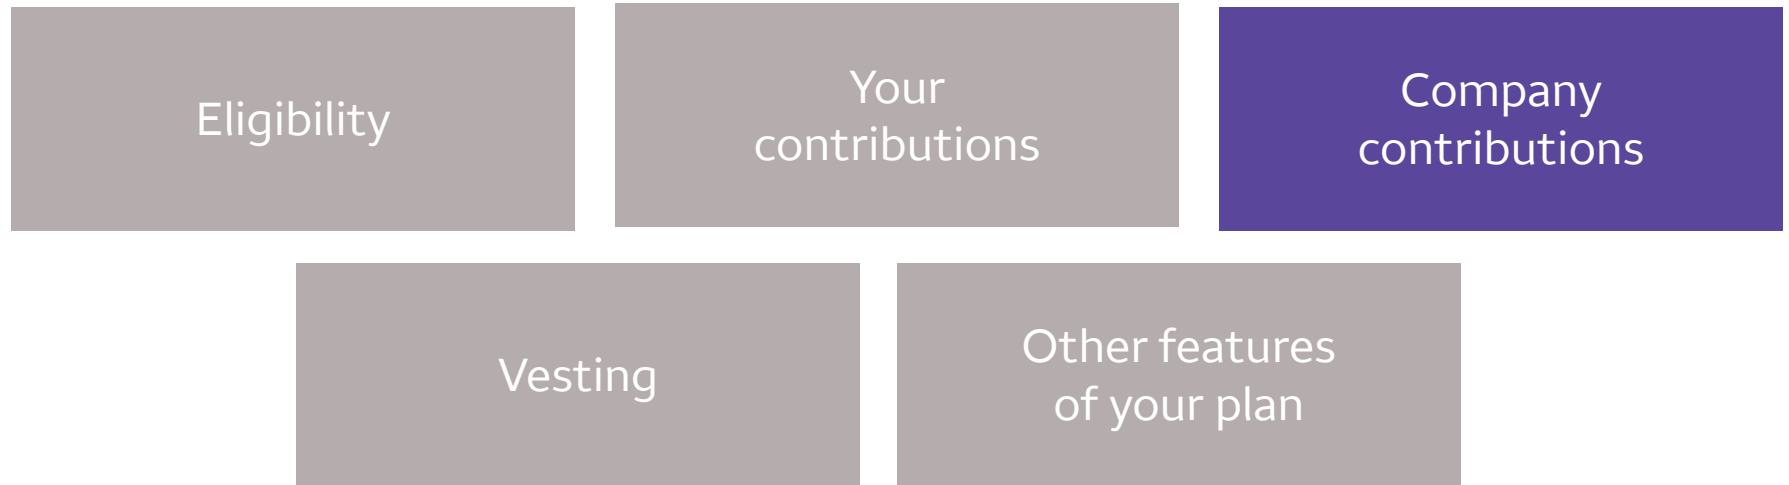 Eligibility
Your
contributions
Company
contributions
Vesting
Other features
of your plan